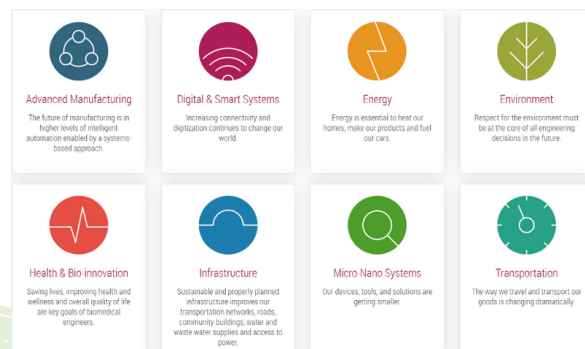 Advanced Manufacturing
The future of manufacturing is in
higher levels of intelligent
automation enabled by a systems-
based approach.
Digital & Smart Systems
Increasing connectivity and
digitization continues to change our
world.
Energy
Energy is essential to heat our
homes, make our products and fuel
our cars.
Environment
Respect for the environment must
be at the core of all engineering
decisions in the future.
Health & Bio-innovation
Saving lives, improving health and
wellness and overall quality of life
are key goals of biomedical
engineers.
Infrastructure
Sustainable and properly planned
infrastructure improves our
transportation networks, roads,
community buildings, water and
waste water supplies and access to
power.
Micro-Nano Systems
Our devices, tools, and solutions are
getting smaller.
Transportation
The way we travel and transport our
goods is changing dramatically.